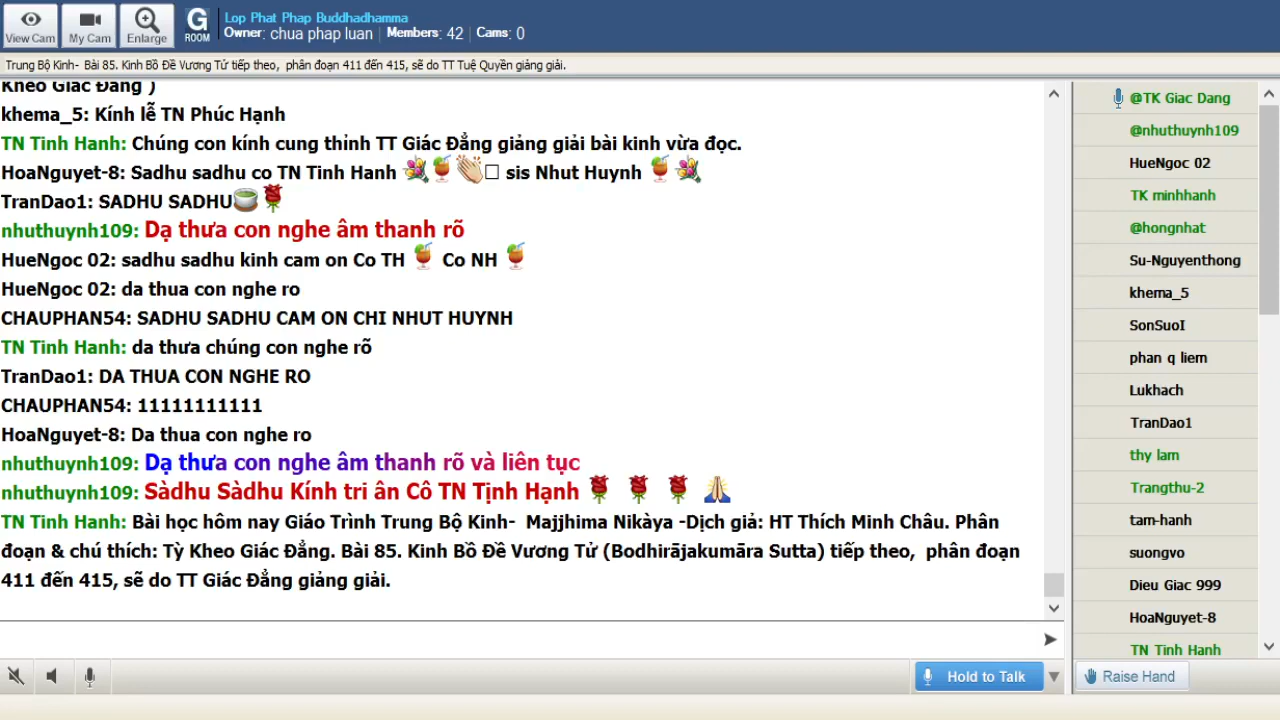 View Cam
My Cam
Enlarge
G ROOM
Lop Phat Phap Buddhadhamma
Owner: chua phap luan | Members: 42 | Cams: 0
Trung Bộ Kinh- Bài 85. Kinh Bồ Đề Vương Tử tiếp theo, phân đoạn 411 đến 415, sẽ do TT Tuệ Quyền giảng giải.
Kheo Giác Đẳng )
khema_5: Kính lễ TN Phúc Hạnh
TN Tinh Hanh: Chúng con kính cung thỉnh TT Giác Đẳng giảng giải bài kinh vừa đọc.
HoaNguyet-8: Sadhu sadhu co TN Tinh Hanh 💐🍹👏 sis Nhut Huynh 🍹💐
TranDao1: SADHU SADHU🍵🌹
nhuthuynh109: Dạ thưa con nghe âm thanh rõ
HueNgoc 02: sadhu sadhu kinh cam on Co TH 🍹 Co NH 🍹
HueNgoc 02: da thua con nghe ro
CHAUPHAN54: SADHU SADHU CAM ON CHI NHUT HUYNH
TN Tinh Hanh: da thưa chúng con nghe rõ
TranDao1: DA THUA CON NGHE RO
CHAUPHAN54: 11111111111
HoaNguyet-8: Da thua con nghe ro
nhuthuynh109: Dạ thưa con nghe âm thanh rõ và liên tục
nhuthuynh109: Sàdhu Sàdhu Kính tri ân Cô TN Tịnh Hạnh 🌹 🌹 🌹 🙏
TN Tinh Hanh: Bài học hôm nay Giáo Trình Trung Bộ Kinh- Majjhima Nikàya -Dịch giả: HT Thích Minh Châu. Phân
đoạn & chú thích: Tỳ Kheo Giác Đẳng. Bài 85. Kinh Bồ Đề Vương Tử (Bodhirājakumāra Sutta) tiếp theo, phân đoạn
411 đến 415, sẽ do TT Giác Đẳng giảng giải.
@TK Giac Dang
@nhuthuynh109
HueNgoc 02
TK minhhanh
@hongnhat
Su-Nguyenthong
khema_5
SonSuoI
phan q liem
Lukhach
TranDao1
thy lam
Trangthu-2
tam-hanh
suongvo
Dieu Giac 999
HoaNguyet-8
TN Tinh Hanh
Hold to Talk
Raise Hand